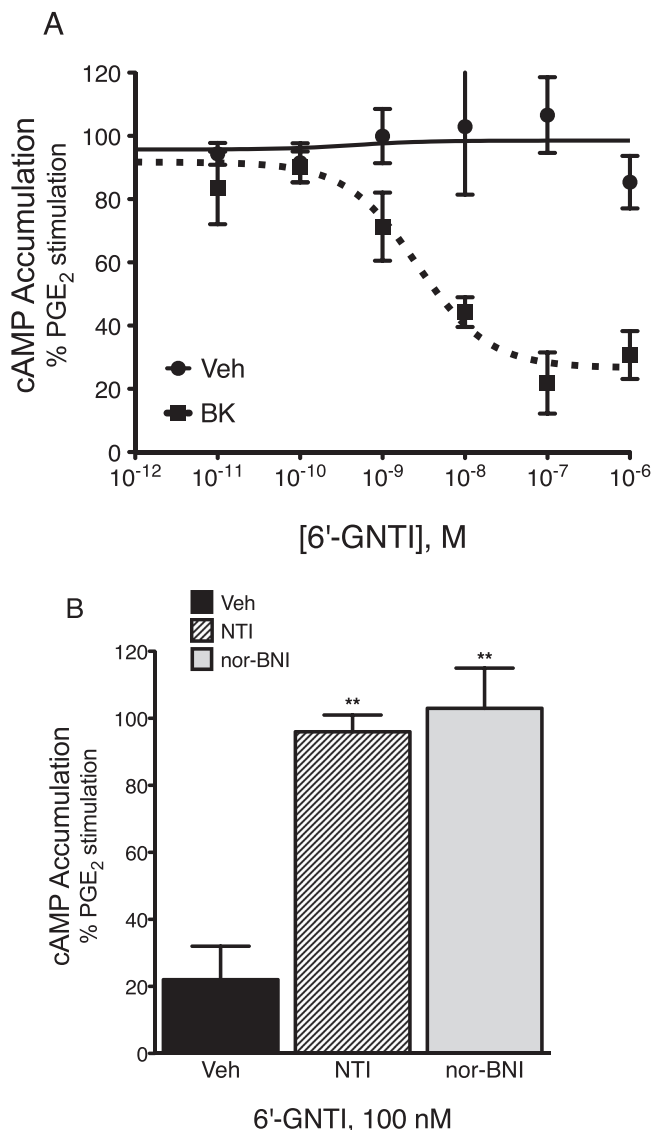 A
120
100
80
60
40
20
0
cAMP Accumulation
% PGE2 stimulation
Veh
BK
10-12 10-11 10-10 10-9 10-8 10-7 10-6
[6'-GNTI], M
B
Veh
NTI
nor-BNI
120
100
80
60
40
20
0
cAMP Accumulation
% PGE2 stimulation
**
**
Veh NTI nor-BNI
6'-GNTI, 100 nM